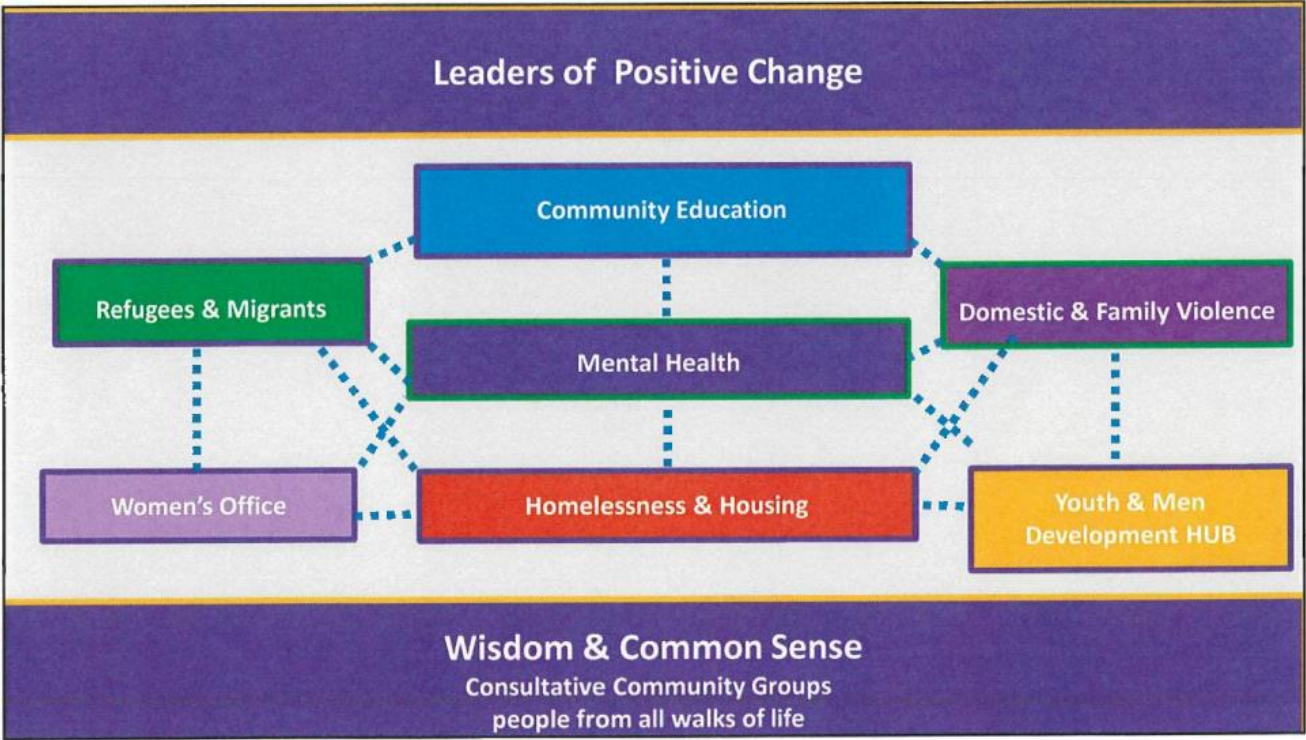 Leaders of Positive Change
Community Education
Refugees & Migrants
Domestic & Family Violence
Mental Health
Women's Office
Homelessness & Housing
Youth & Men
Development HUB
Wisdom & Common Sense
Consultative Community Groups
people from all walks of life